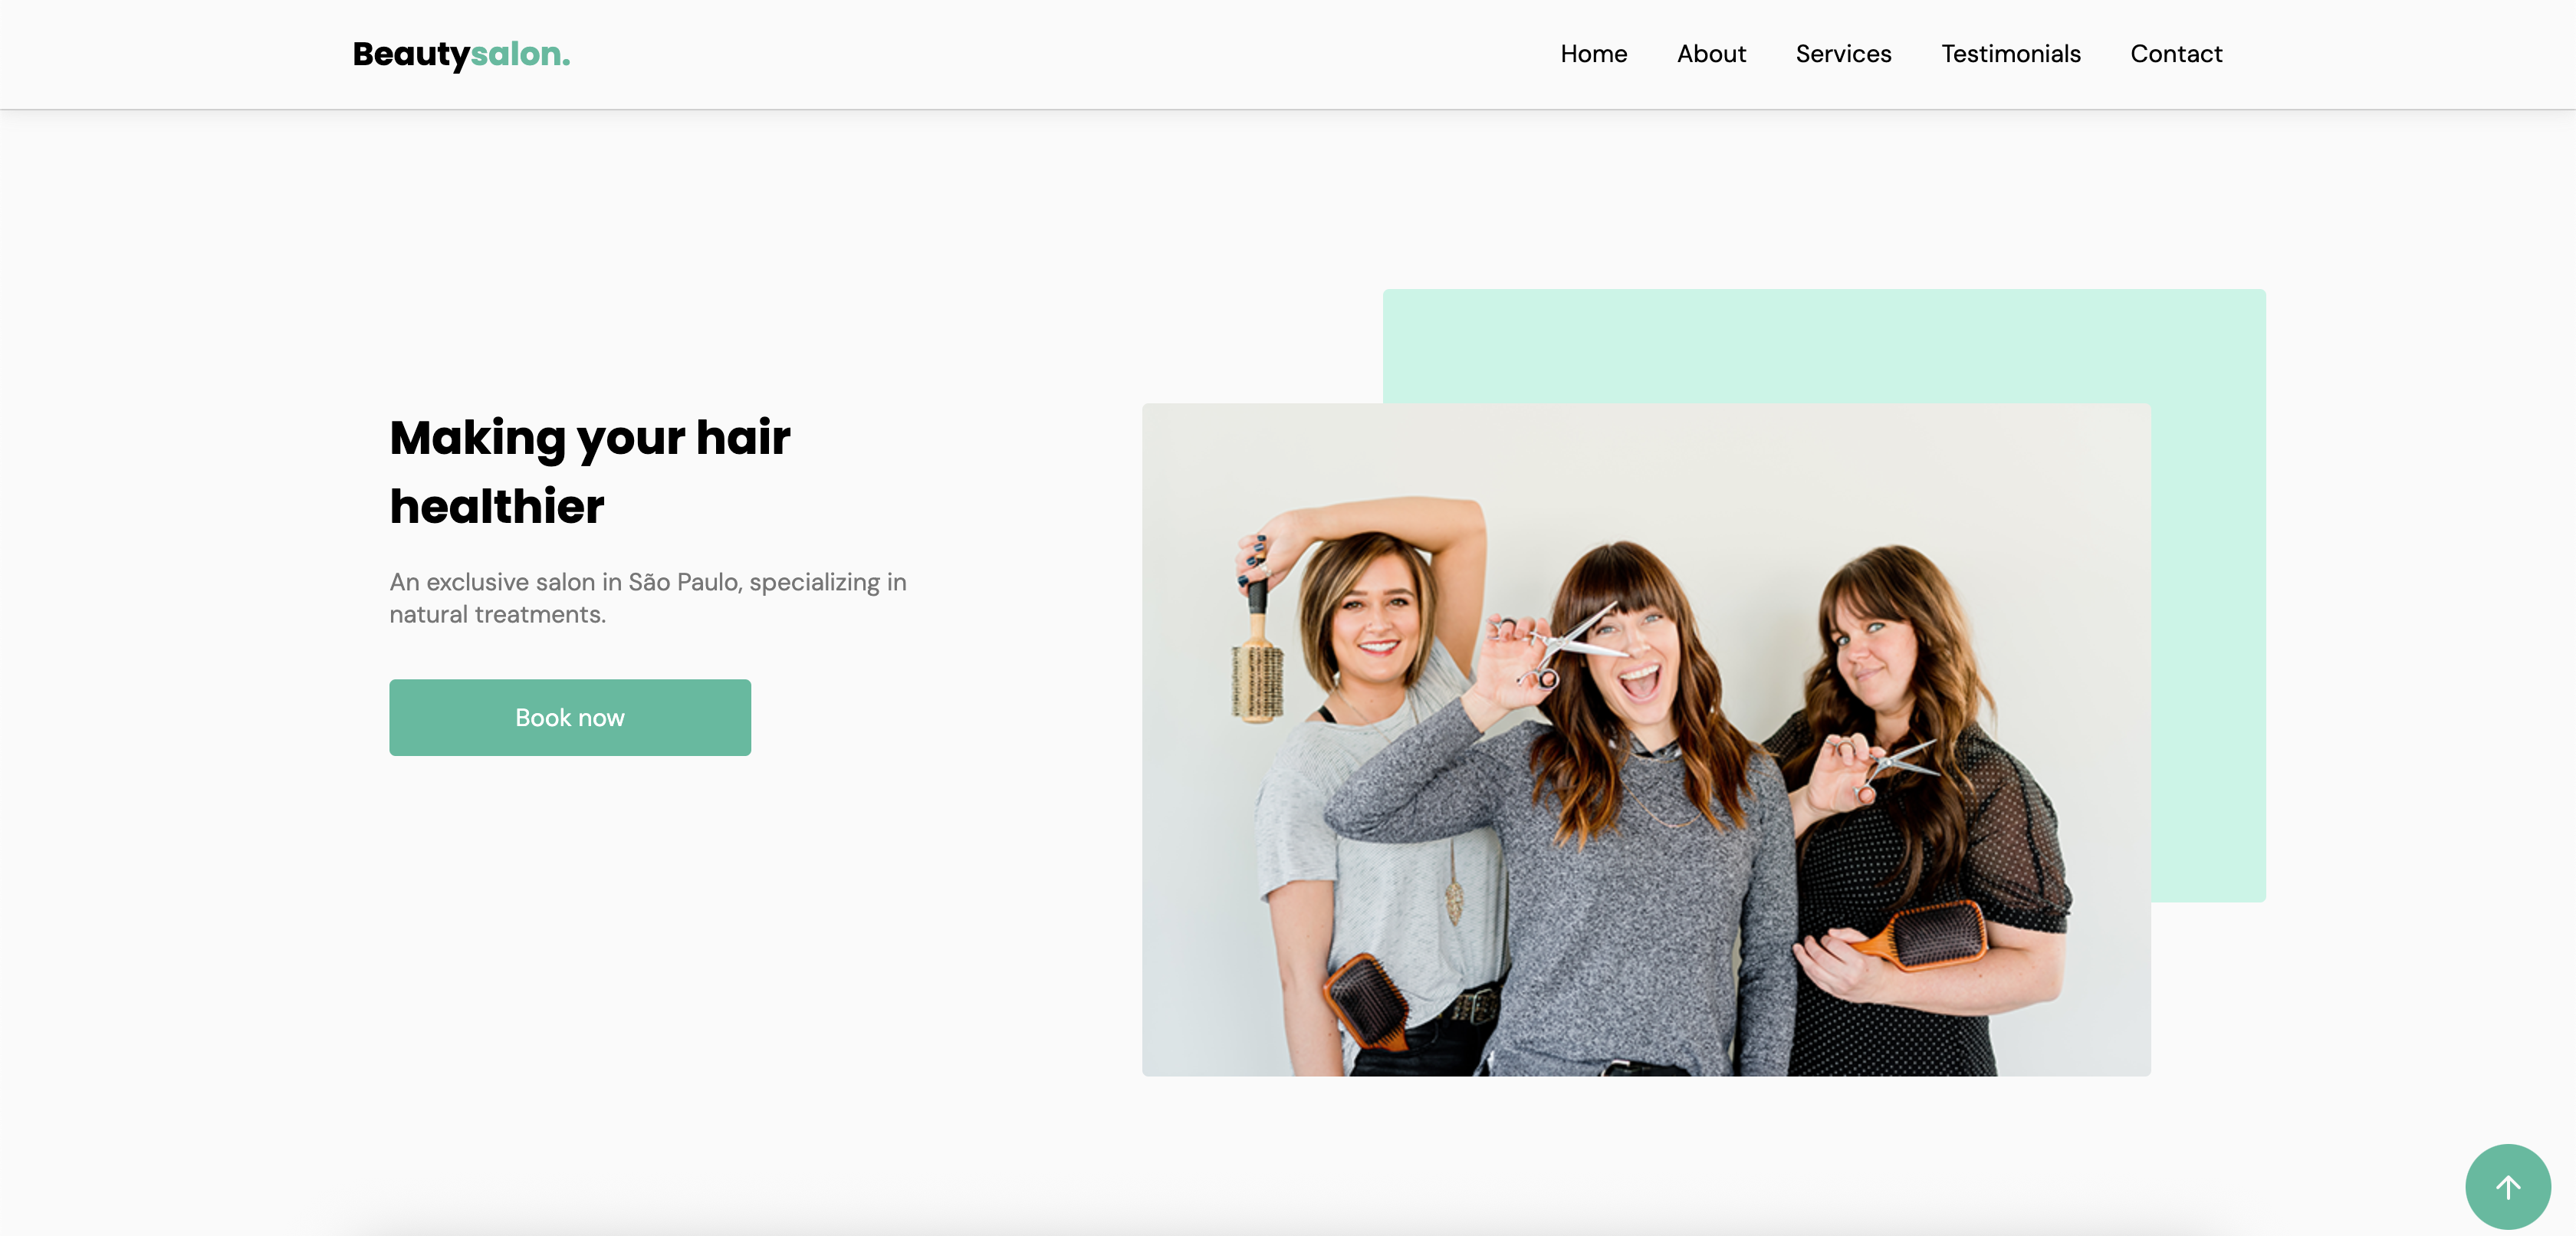 Beautysalon.
Home About Services Testimonials Contact
Making your hair
healthier
An exclusive salon in São Paulo, specializing in
natural treatments.
Book now